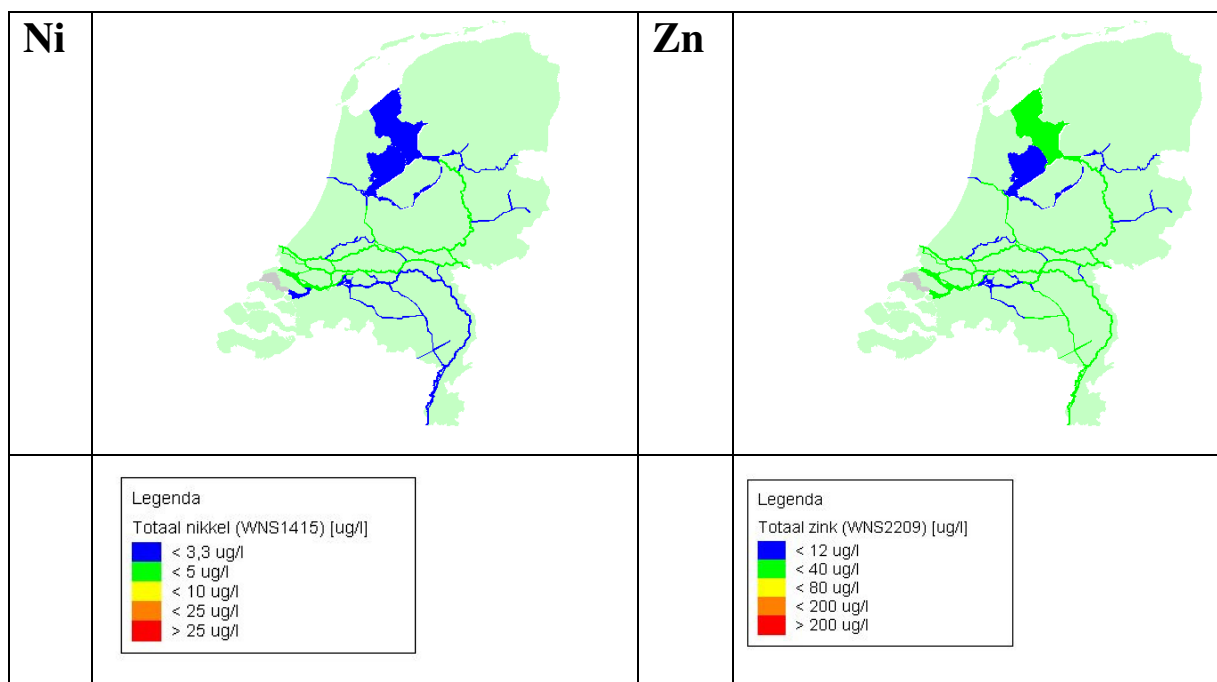 Ni
Zn
Legenda
Totaal nikkel (WNS1415) [ug/l]
< 3,3 ug/l
< 5 ug/l
< 10 ug/l
< 25 ug/l
> 25 ug/l
Legenda
Totaal zink (WNS2209) [ug/l]
< 12 ug/l
< 40 ug/l
< 80 ug/l
< 200 ug/l
> 200 ug/l